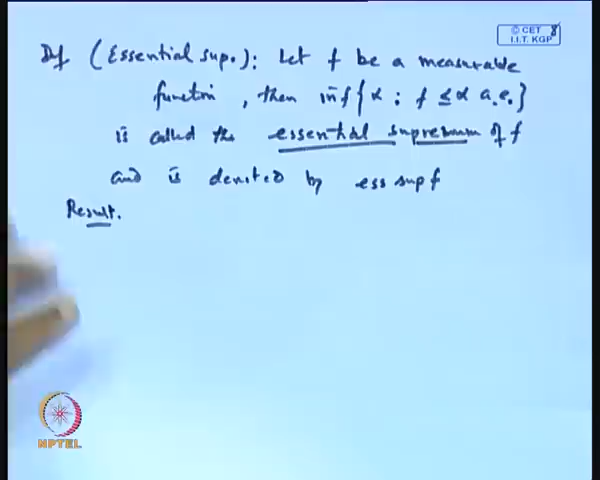 © CET
I.I.T. KGP
8
Df (Essential sup.): Let f be a measurable
function, then inf{α : f ≤ α a.e.}
is called the essential supremum of f
and is denoted by ess sup f
Result.
NPTEL